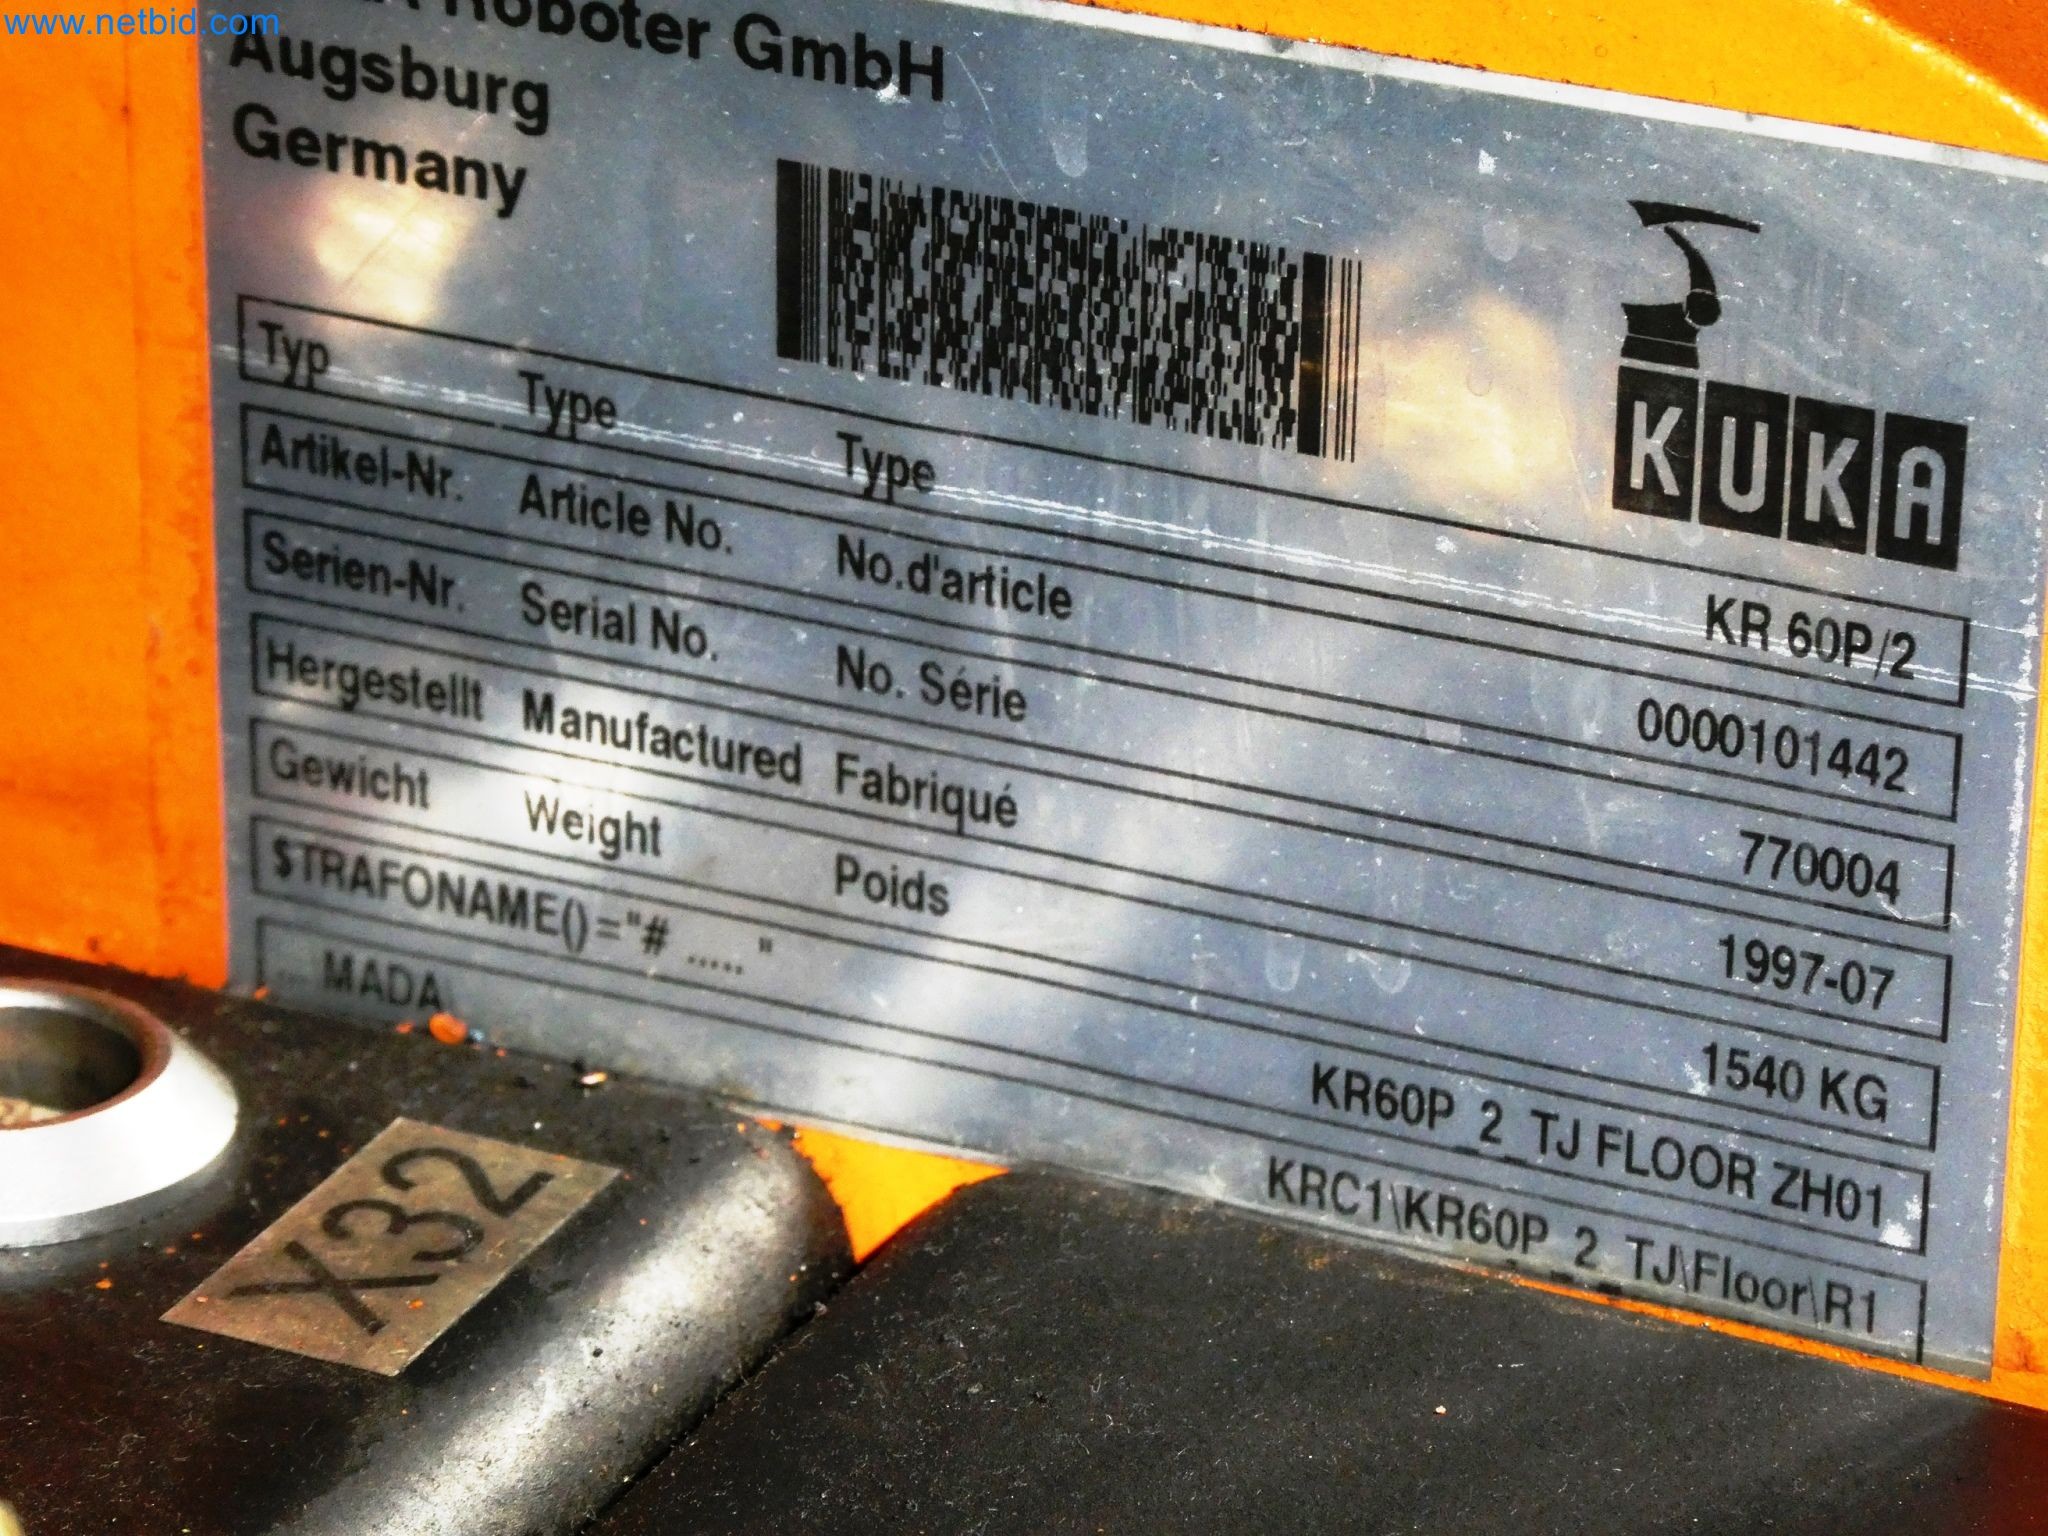 www.netbid.com
Roboter GmbH
Augsburg
Germany
KUKA
Typ Type Type KR 60P/2
Artikel-Nr. Article No. No.d'article 0000101442
Serien-Nr. Serial No. No. Série 770004
Hergestellt Manufactured Fabriqué 1997-07
Gewicht Weight Poids 1540 KG
$TRAFONAME()="# ..... " KR60P_2_TJ FLOOR ZH01
... MADA\ KRC1\KR60P_2_TJ\Floor\R1
X32